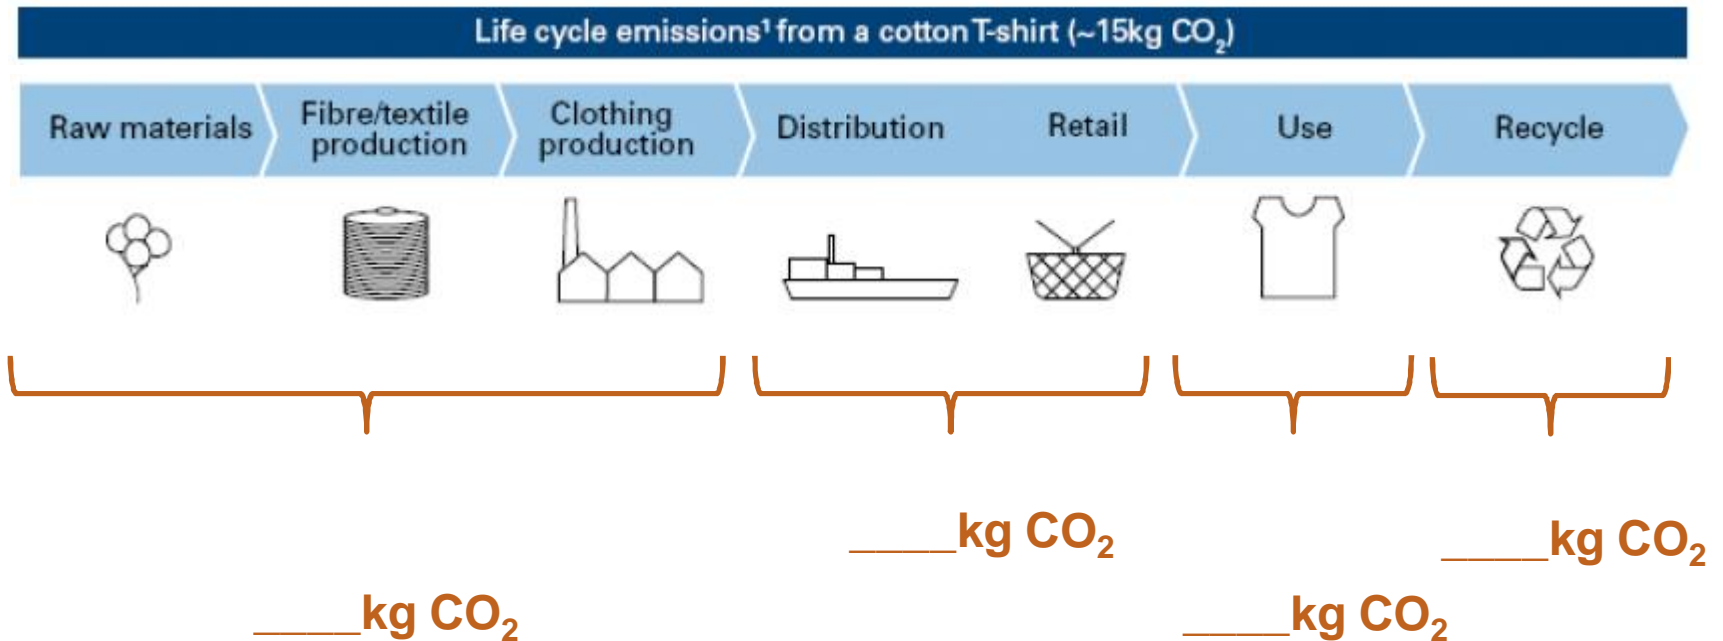 Life cycle emissions¹ from a cotton T-shirt (~15kg CO₂)
Raw materials
Fibre/textile
production
Clothing
production
Distribution
Retail
Use
Recycle
____kg CO₂
____kg CO₂
____kg CO₂
____kg CO₂